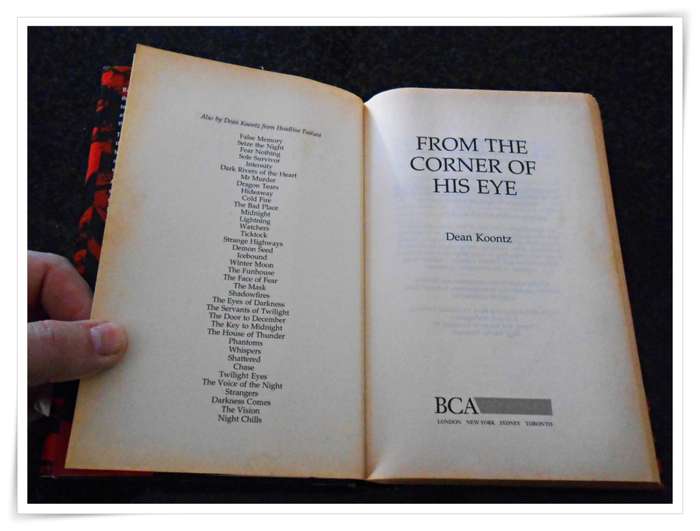 Also by Dean Koontz from Headline Feature
False Memory
Seize the Night
Fear Nothing
Sole Survivor
Intensity
Dark Rivers of the Heart
Mr Murder
Dragon Tears
Hideaway
Cold Fire
The Bad Place
Midnight
Lightning
Watchers
Ticktock
Strange Highways
Demon Seed
Icebound
Winter Moon
The Funhouse
The Face of Fear
The Mask
Shadowfires
The Eyes of Darkness
The Servants of Twilight
The Door to December
The Key to Midnight
The House of Thunder
Phantoms
Whispers
Shattered
Chase
Twilight Eyes
The Voice of the Night
Strangers
Darkness Comes
The Vision
Night Chills
FROM THE
CORNER OF
HIS EYE
Dean Koontz
BCA
LONDON NEW YORK SYDNEY TORONTO